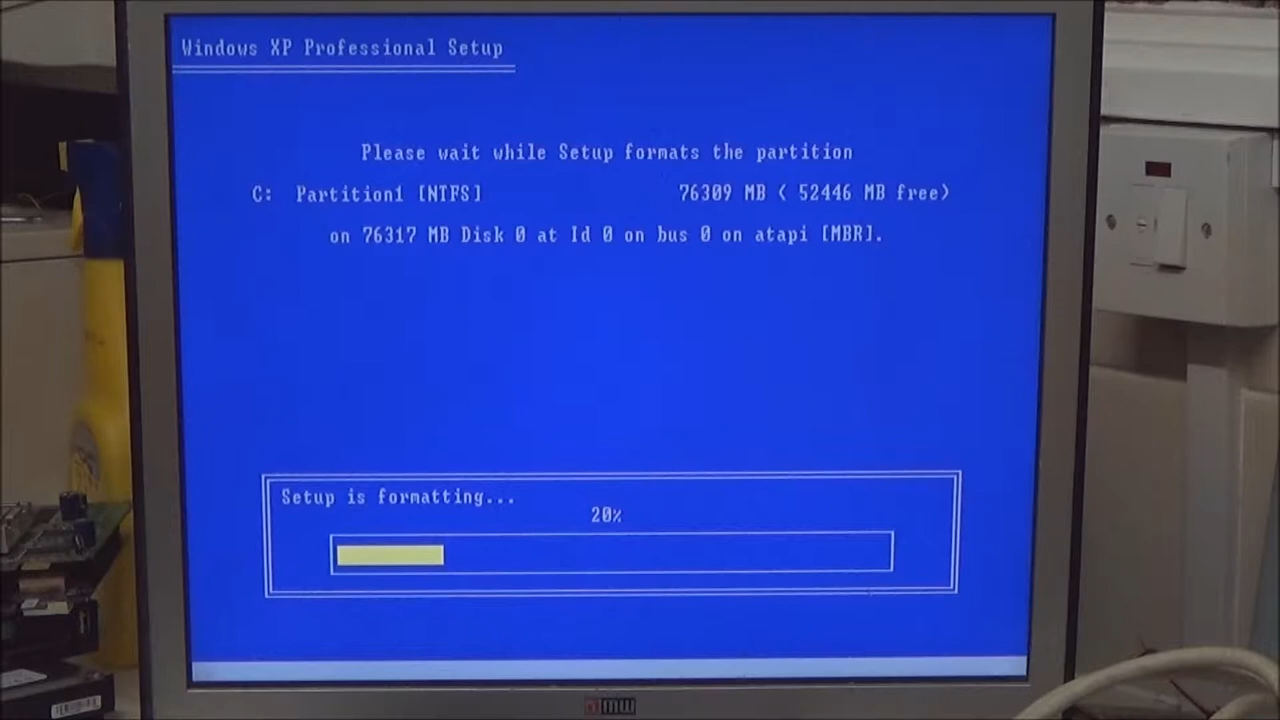 Windows XP Professional Setup
Please wait while Setup formats the partition
C: Partition1 [NTFS] 76309 MB ( 52446 MB free)
on 76317 MB Disk 0 at Id 0 on bus 0 on atapi [MBR].
Setup is formatting...
20%